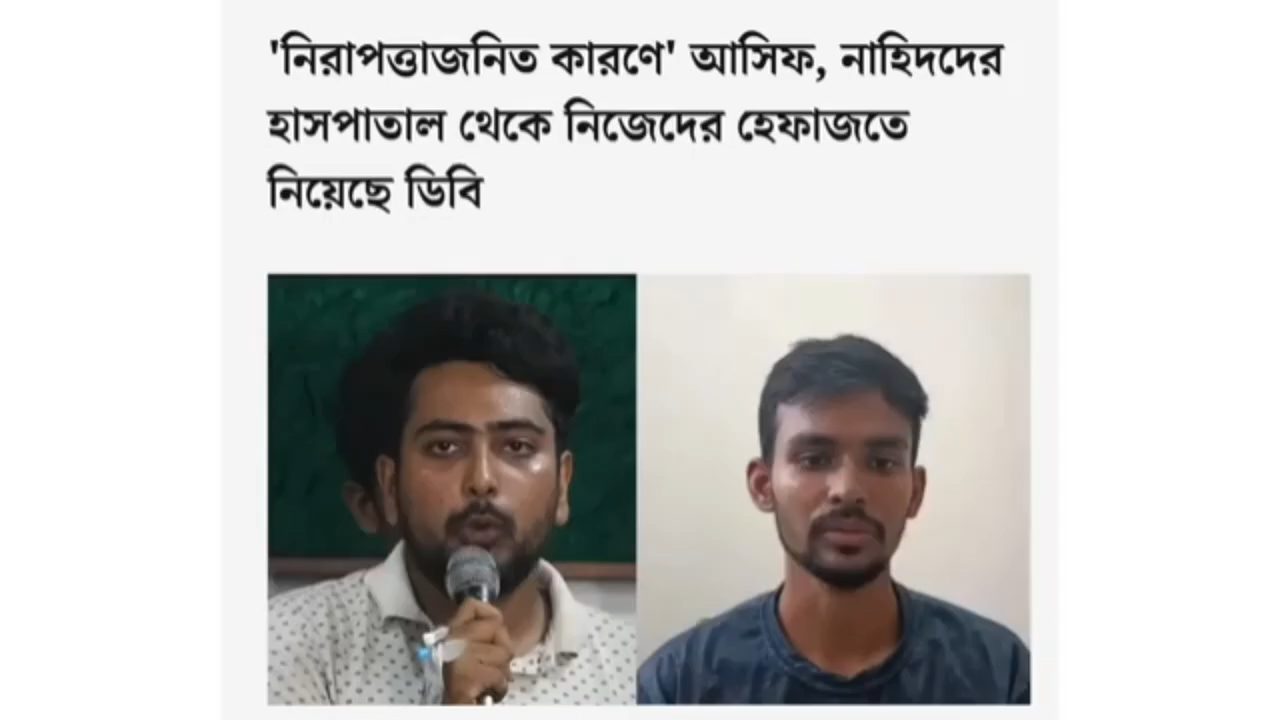 'নিরাপত্তাজনিত কারণে' আসিফ, নাহিদদের
হাসপাতাল থেকে নিজেদের হেফাজতে
নিয়েছে ডিবি